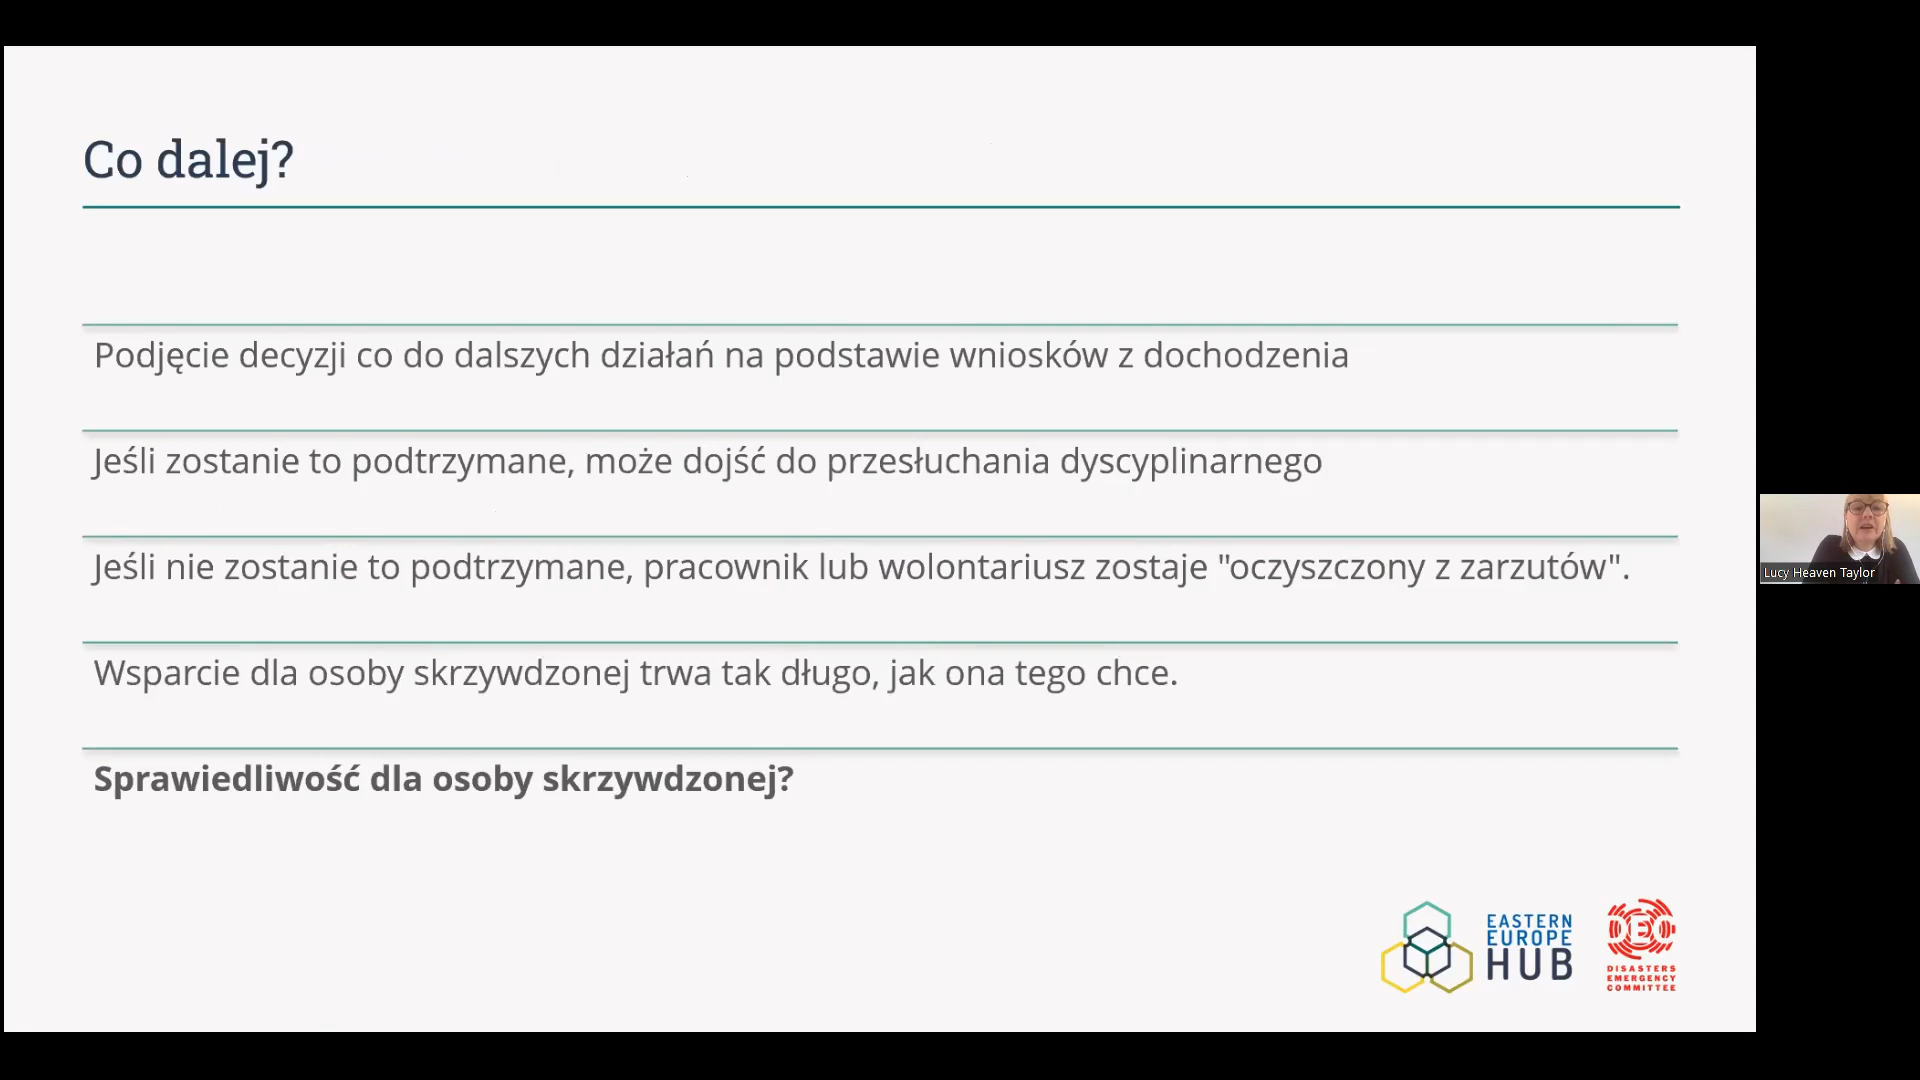 Co dalej?
Podjęcie decyzji co do dalszych działań na podstawie wniosków z dochodzenia
Jeśli zostanie to podtrzymane, może dojść do przesłuchania dyscyplinarnego
Jeśli nie zostanie to podtrzymane, pracownik lub wolontariusz zostaje "oczyszczony z zarzutów".
Wsparcie dla osoby skrzywdzonej trwa tak długo, jak ona tego chce.
Sprawiedliwość dla osoby skrzywdzonej?
EASTERN
EUROPE
HUB
DEC
DISASTERS
EMERGENCY
COMMITTEE
Lucy Heaven Taylor